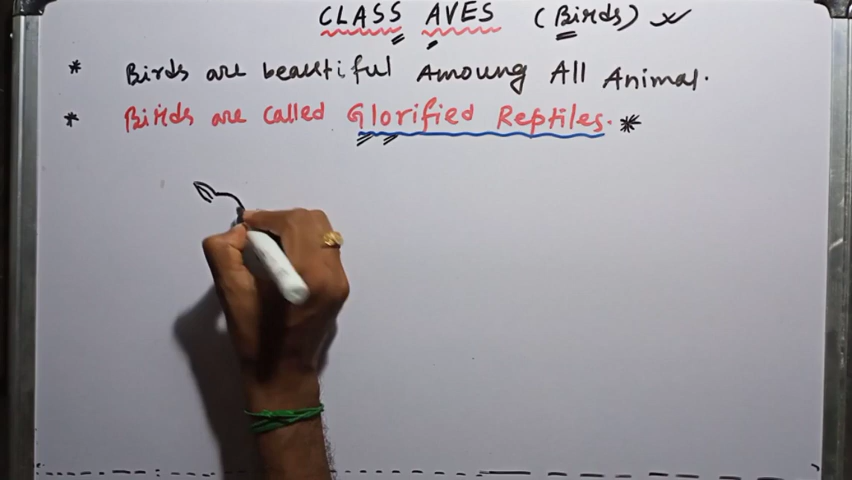 CLASS AVES (Birds)
* Birds are beautiful Amoung All Animal.
* Birds are called Glorified Reptiles. *